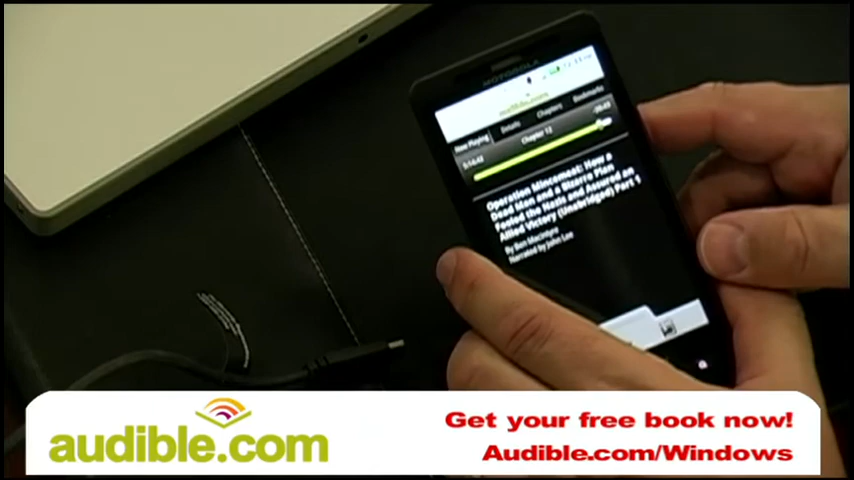 MOTOROLA
audible.com
Now Playing
Details
Chapters
Bookmarks
Chapter 12
Operation Mincemeat: How a
Dead Man and a Bizarre Plan
Fooled the Nazis and Assured an
Allied Victory (Unabridged) Part 1
By Ben Macintyre
Narrated by John Lee
audible.com
Get your free book now!
Audible.com/Windows